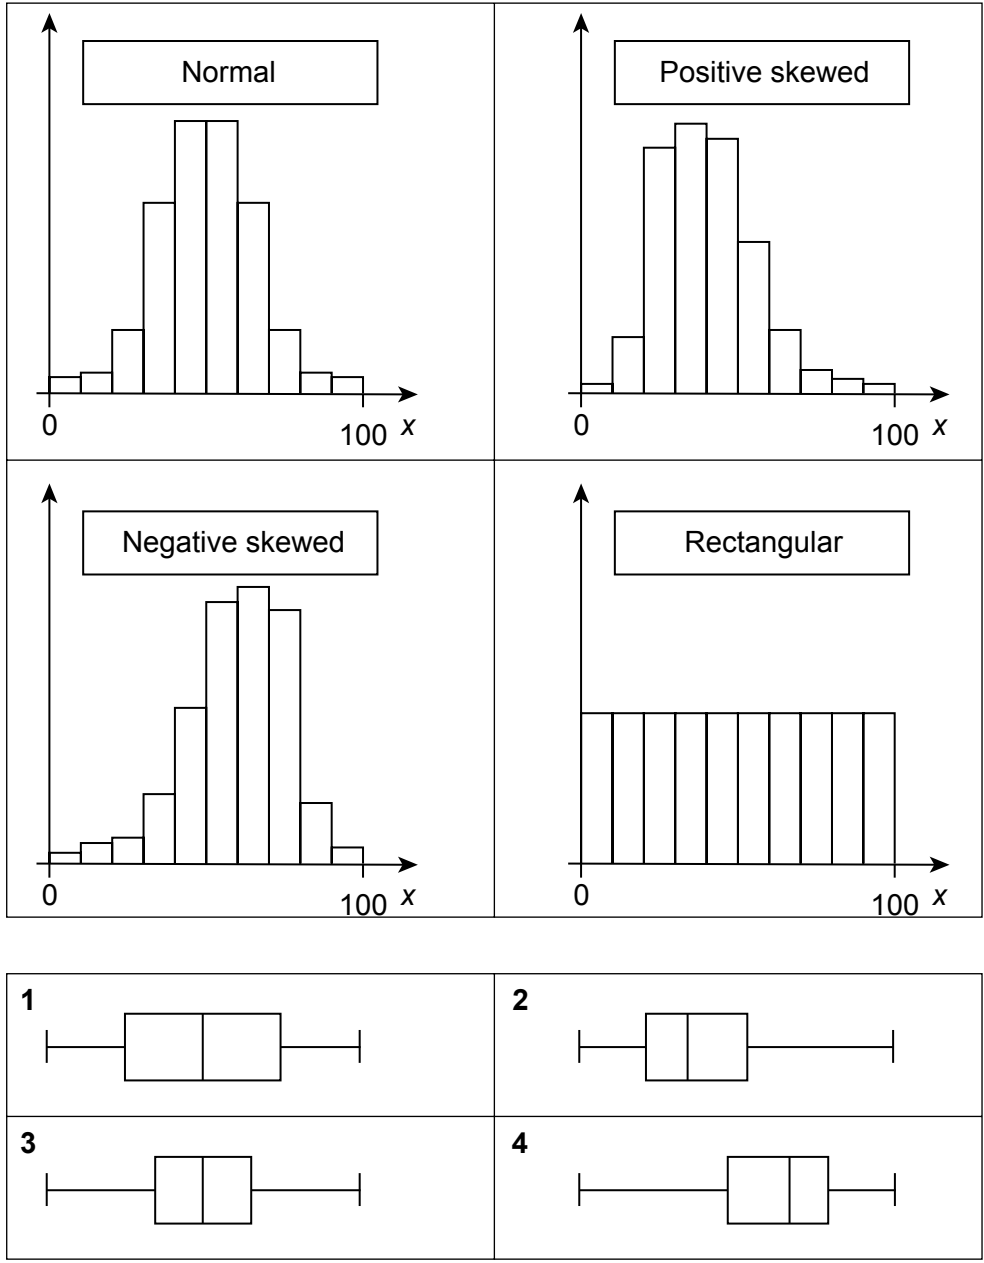 Normal
Positive skewed
0
100 x
0
100 x
Negative skewed
Rectangular
0
100 x
0
100 x
1
2
3
4